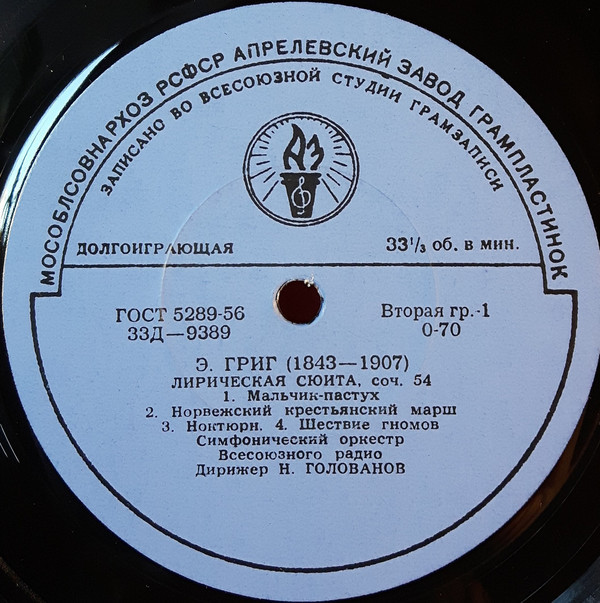 МОСОБЛСОВНАРХОЗ РСФСР АПРЕЛЕВСКИЙ ЗАВОД ГРАМПЛАСТИНОК
ЗАПИСАНО ВО ВСЕСОЮЗНОЙ СТУДИИ ГРАМЗАПИСИ
АЗ
ДОЛГОИГРАЮЩАЯ 33⅓ об. в мин.
ГОСТ 5289-56 Вторая гр.-1
33Д—9389 0-70
Э. ГРИГ (1843—1907)
ЛИРИЧЕСКАЯ СЮИТА, соч. 54
1. Мальчик-пастух
2. Норвежский крестьянский марш
3. Ноктюрн. 4. Шествие гномов
Симфонический оркестр
Всесоюзного радио
Дирижер Н. ГОЛОВАНОВ